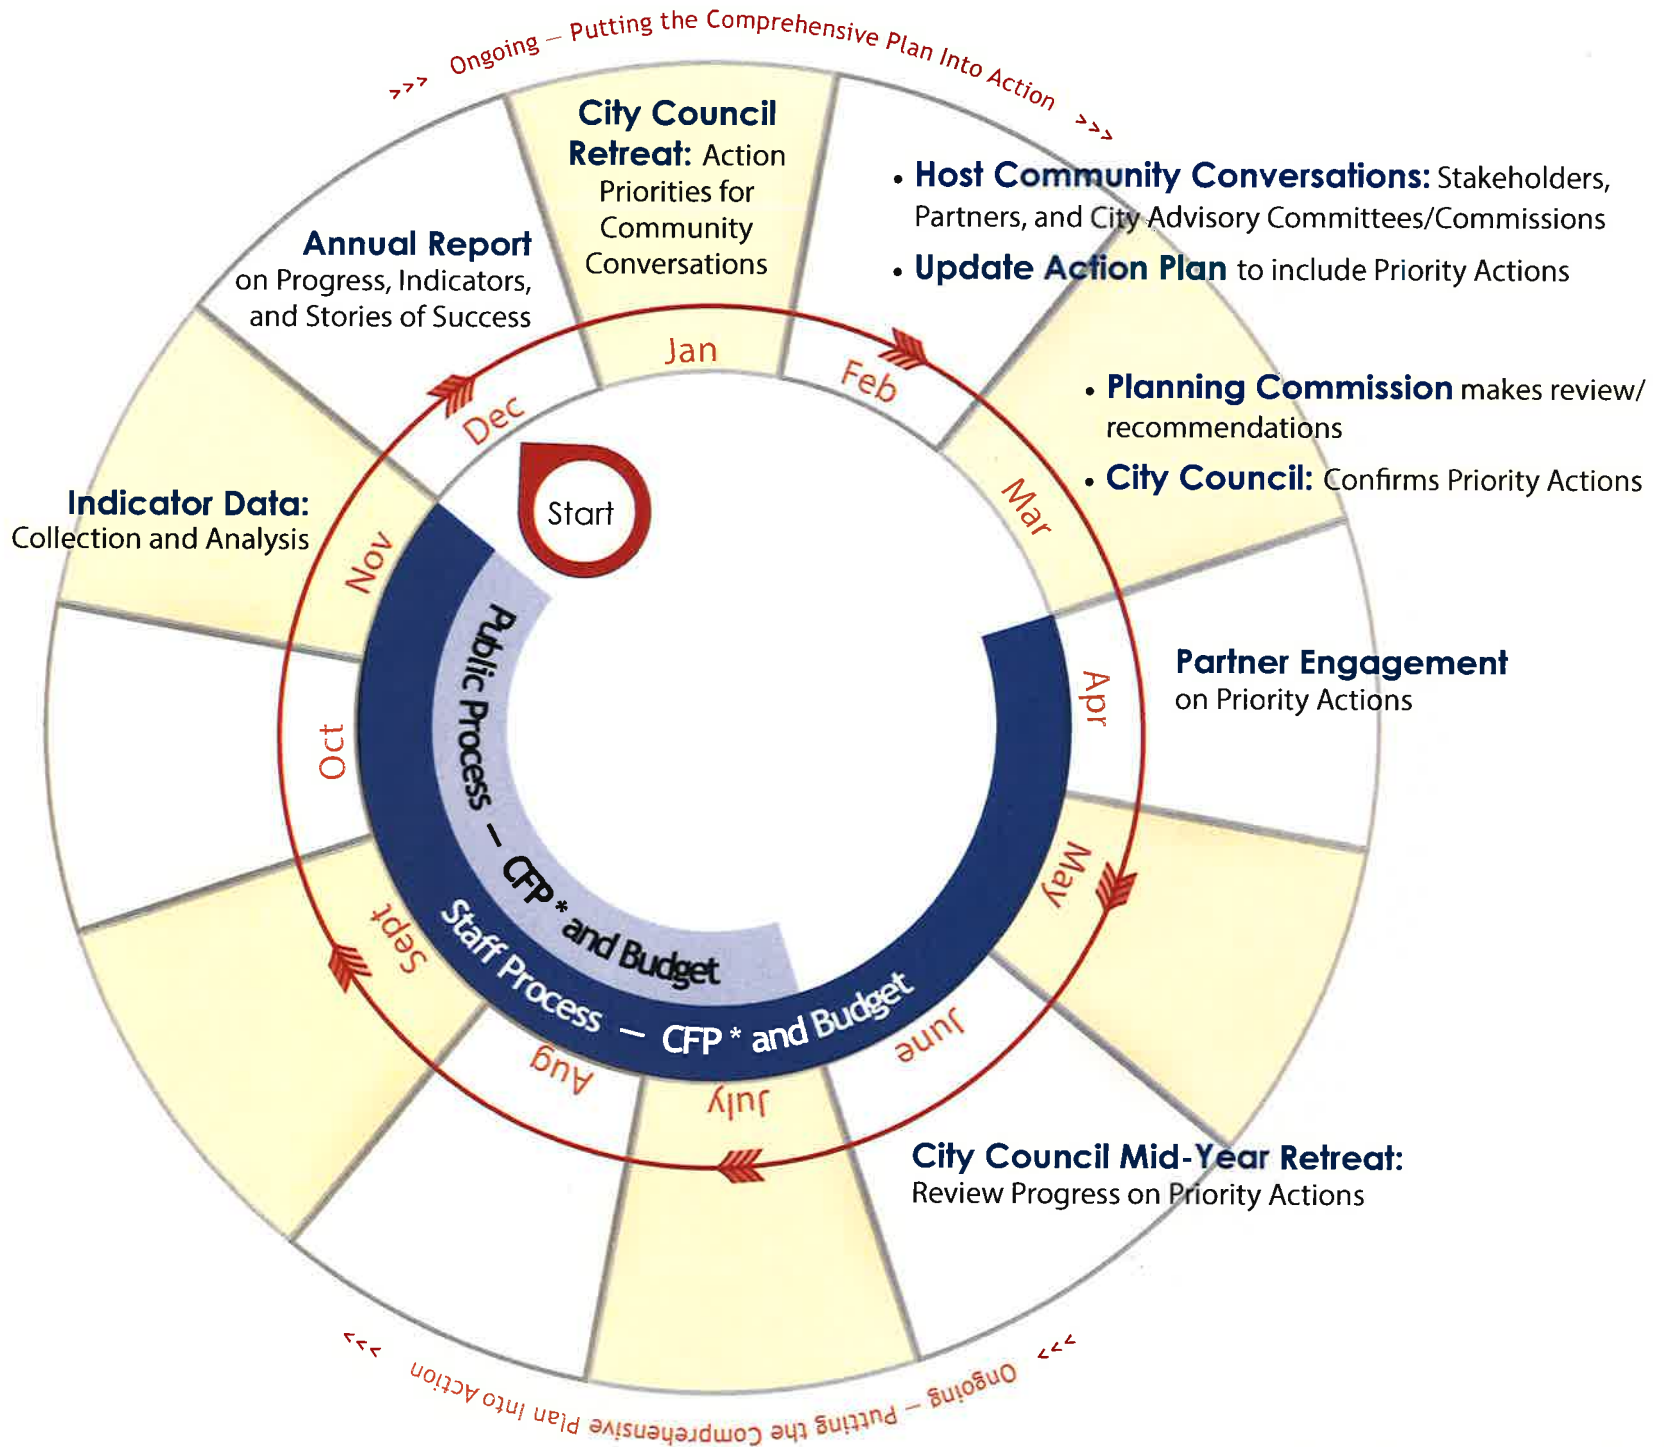 >>> Ongoing — Putting the Comprehensive Plan Into Action >>>
City Council
Retreat: Action
Priorities for
Community
Conversations
• Host Community Conversations: Stakeholders,
Partners, and City Advisory Committees/Commissions
• Update Action Plan to include Priority Actions
Annual Report
on Progress, Indicators,
and Stories of Success
Jan
Feb
Dec
• Planning Commission makes review/
recommendations
• City Council: Confirms Priority Actions
Mar
Start
Indicator Data:
Collection and Analysis
Nov
Partner Engagement
on Priority Actions
Apr
Oct
May
Public Process — CFP * and Budget
Staff Process — CFP * and Budget
Sept
June
Aug
July
City Council Mid-Year Retreat:
Review Progress on Priority Actions
>>> Ongoing — Putting the Comprehensive Plan Into Action >>>